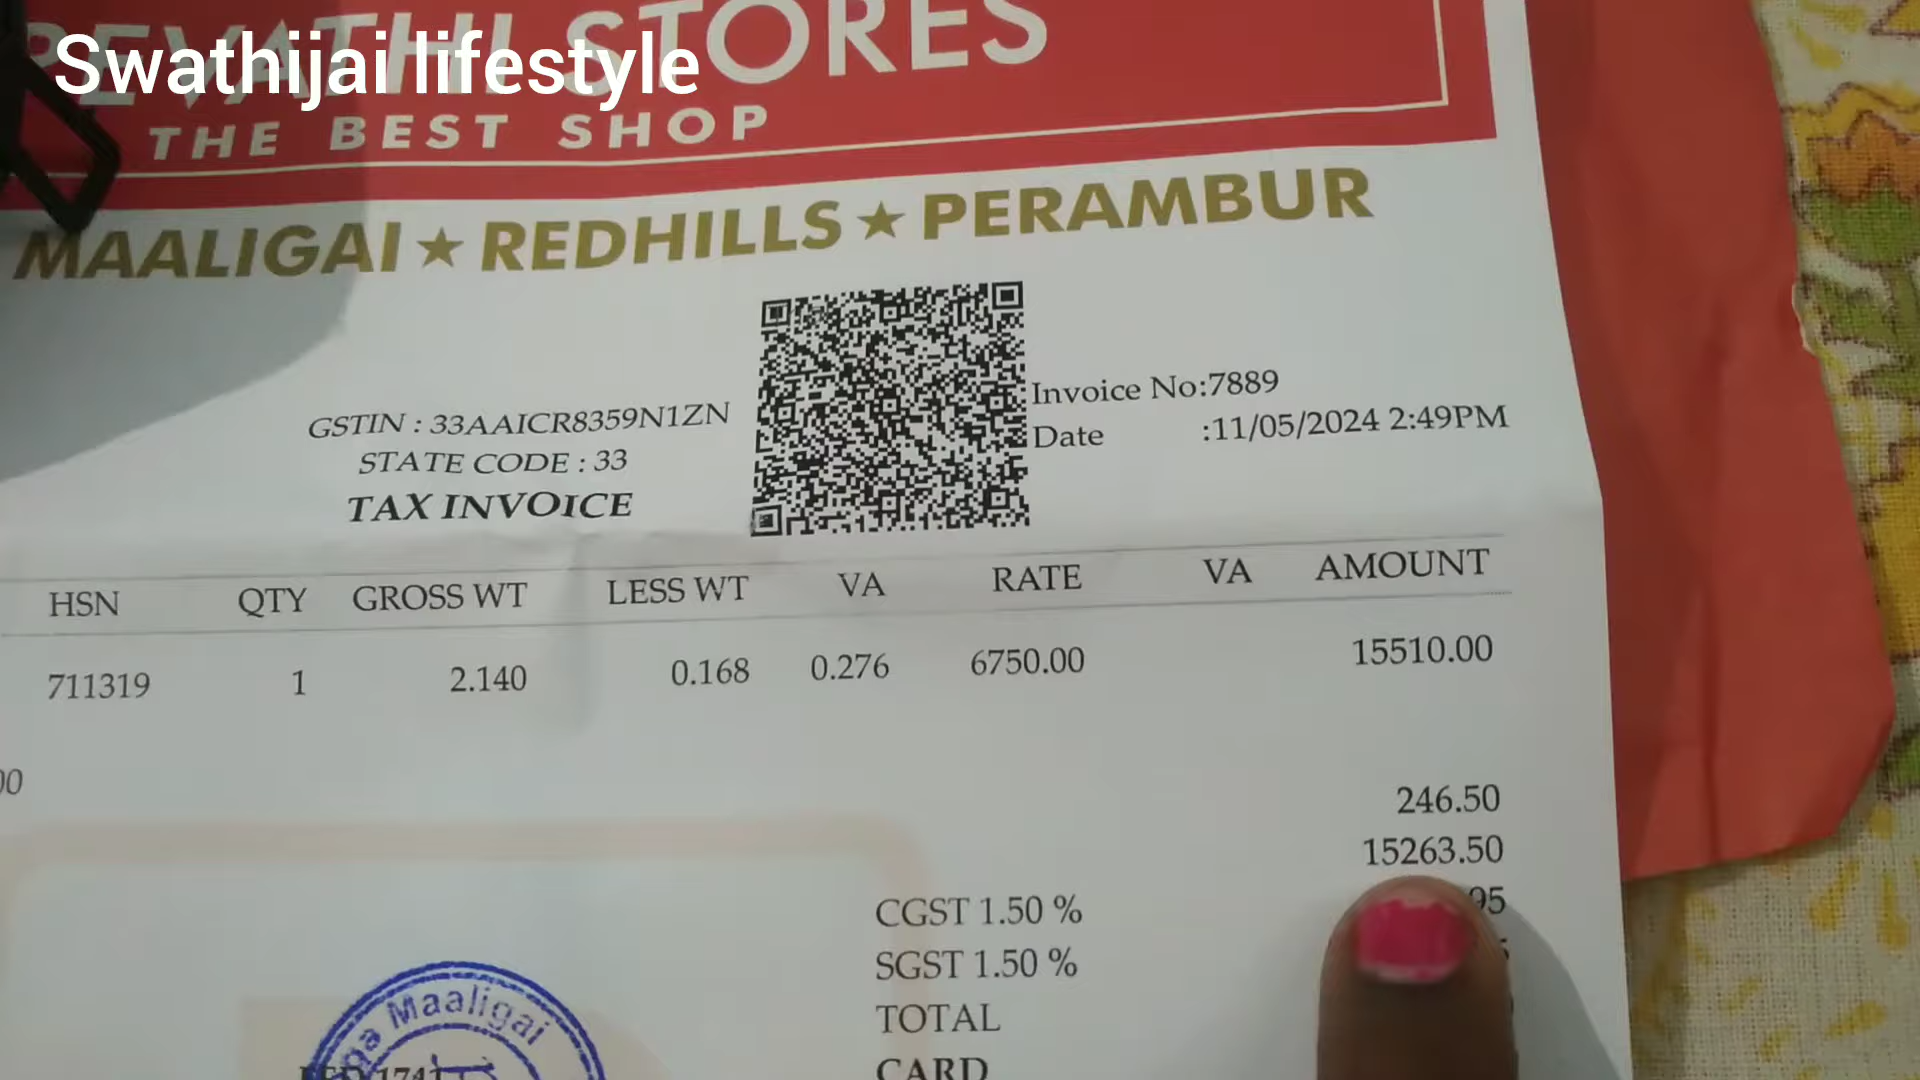 Swathijai lifestyle
REVATHI STORES
THE BEST SHOP
MAALIGAI ★ REDHILLS ★ PERAMBUR
GSTIN : 33AAICR8359N1ZN
STATE CODE : 33
TAX INVOICE
Invoice No:7889
Date :11/05/2024 2:49PM
HSN QTY GROSS WT LESS WT VA RATE VA AMOUNT
711319 1 2.140 0.168 0.276 6750.00 15510.00
246.50
15263.50
CGST 1.50 %
SGST 1.50 %
TOTAL
CARD
Maaligai